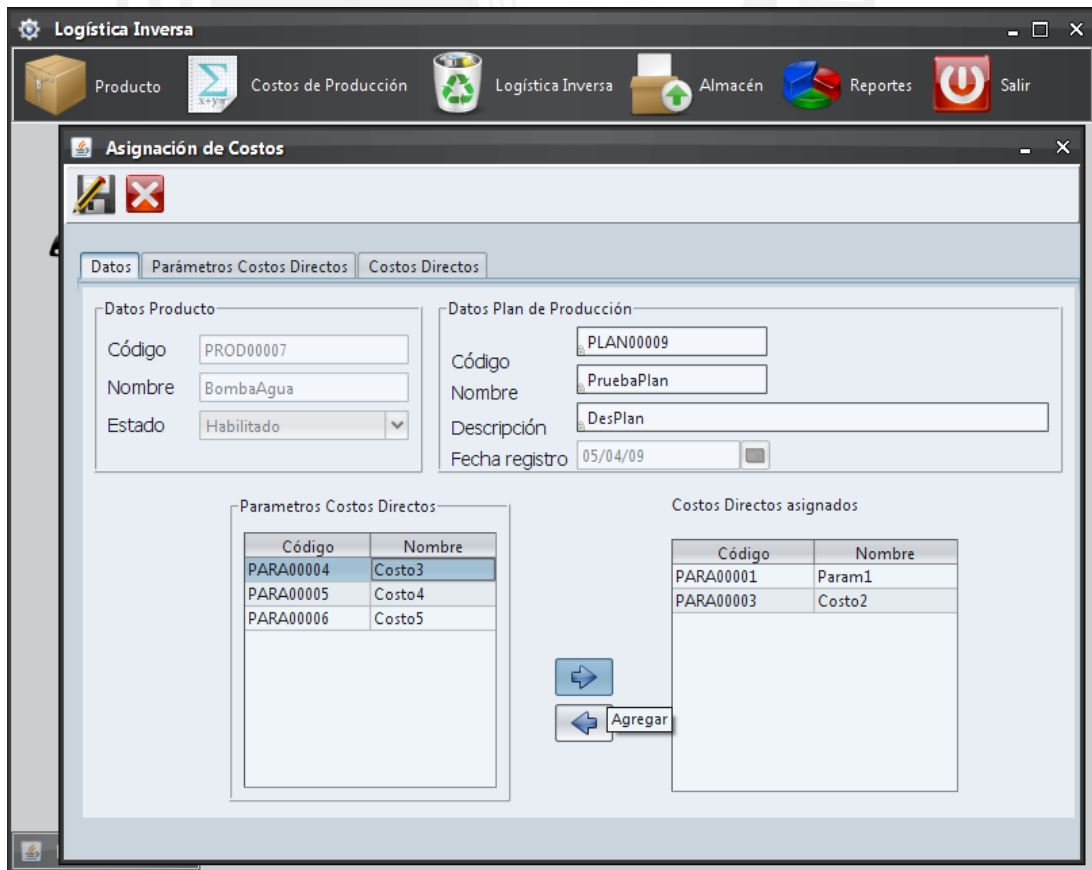 Logística Inversa
Producto
x+y=
Costos de Producción
Logística Inversa
Almacén
Reportes
Salir
Asignación de Costos
Datos
Parámetros Costos Directos
Costos Directos
Datos Producto
Código PROD00007
Nombre BombaAgua
Estado Habilitado
Datos Plan de Producción
Código PLAN00009
Nombre PruebaPlan
Descripción DesPlan
Fecha registro 05/04/09
Parametros Costos Directos
Código Nombre
PARA00004 Costo3
PARA00005 Costo4
PARA00006 Costo5
Agregar
Costos Directos asignados
Código Nombre
PARA00001 Param1
PARA00003 Costo2